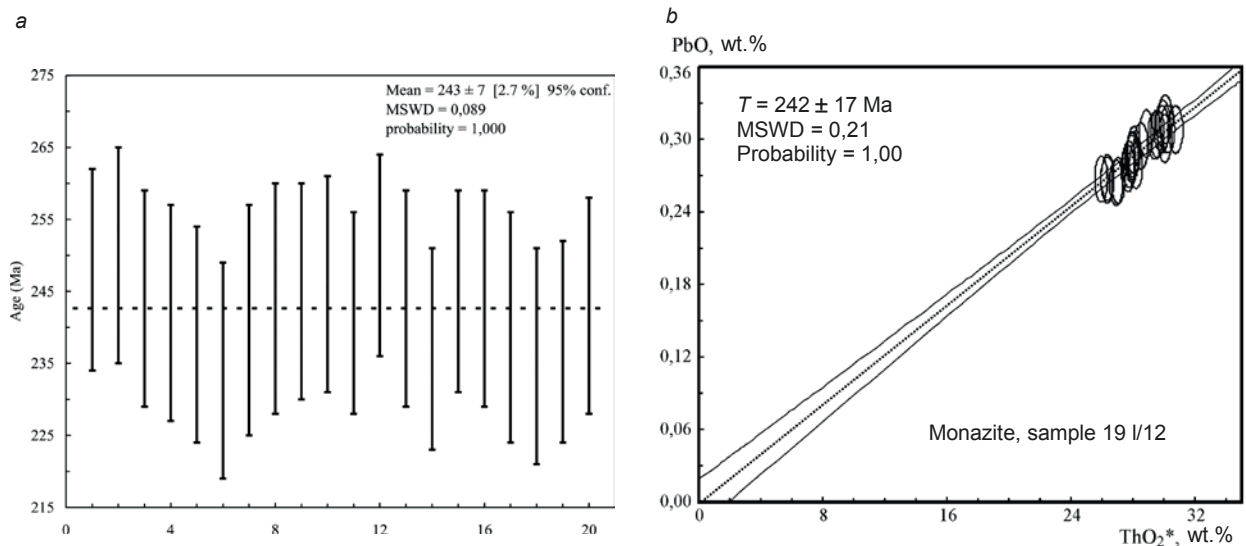 a
275
265
255
245
235
225
215
Age (Ma)
Mean = 243 ± 7 [2.7 %] 95% conf.
MSWD = 0,089
probability = 1,000
0 4 8 12 16 20
b
PbO, wt.%
0,36
0,30
0,24
0,18
0,12
0,06
0,00
T = 242 ± 17 Ma
MSWD = 0,21
Probability = 1,00
Monazite, sample 19 l/12
0 8 16 24 32
ThO₂*, wt.%